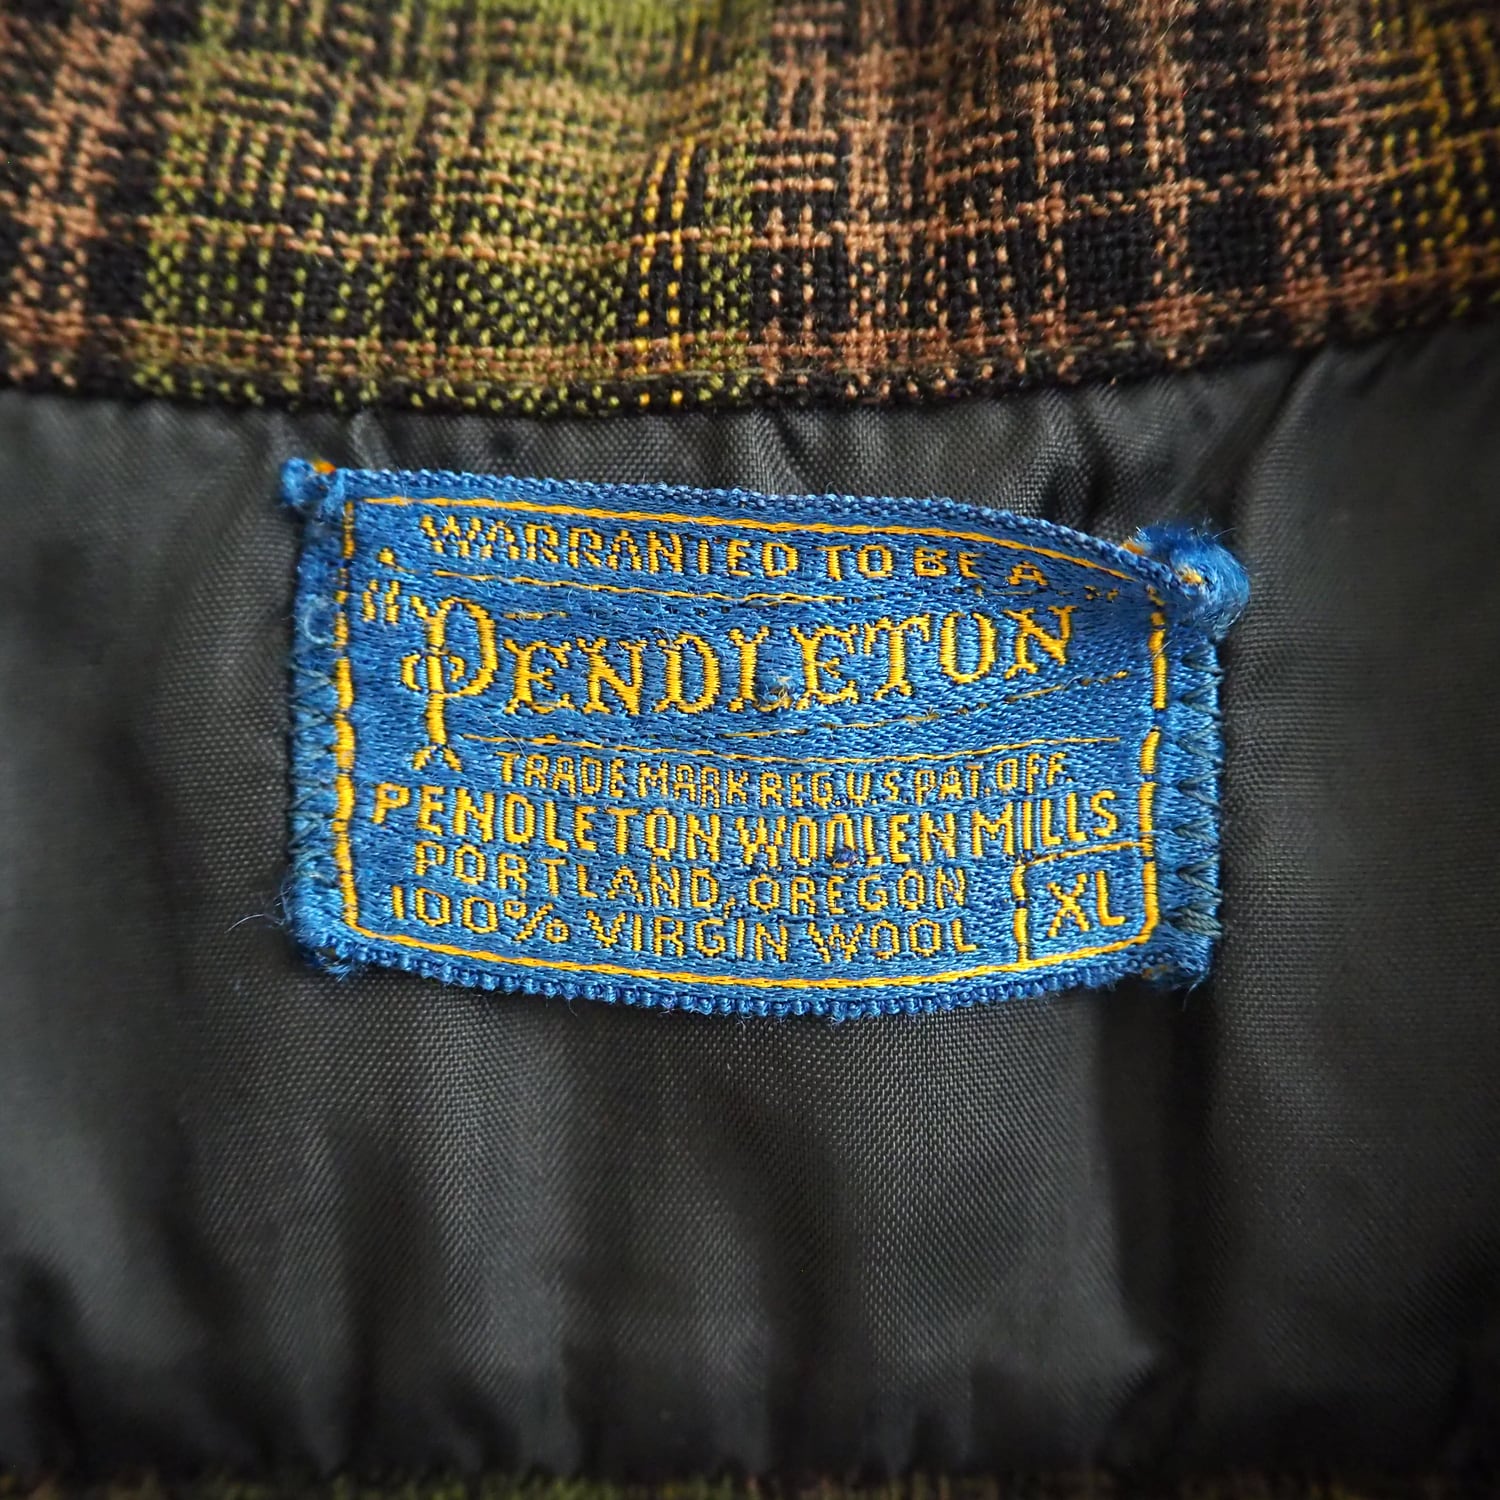 WARRANTED TO BE A
"PENDLETON
TRADE MARK REG. U.S. PAT. OFF.
PENDLETON WOOLEN MILLS
PORTLAND, OREGON
100% VIRGIN WOOL
XL